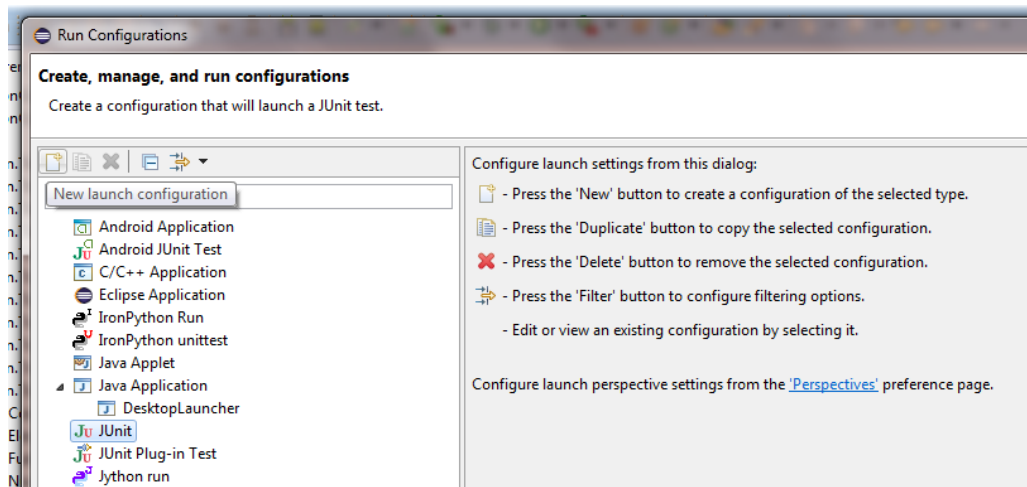 Run Configurations
Create, manage, and run configurations
Create a configuration that will launch a JUnit test.
New launch configuration
Android Application
Android JUnit Test
C/C++ Application
Eclipse Application
IronPython Run
IronPython unittest
Java Applet
Java Application
DesktopLauncher
JUnit
JUnit Plug-in Test
Jython run
Configure launch settings from this dialog:
- Press the 'New' button to create a configuration of the selected type.
- Press the 'Duplicate' button to copy the selected configuration.
- Press the 'Delete' button to remove the selected configuration.
- Press the 'Filter' button to configure filtering options.
- Edit or view an existing configuration by selecting it.
Configure launch perspective settings from the 'Perspectives' preference page.